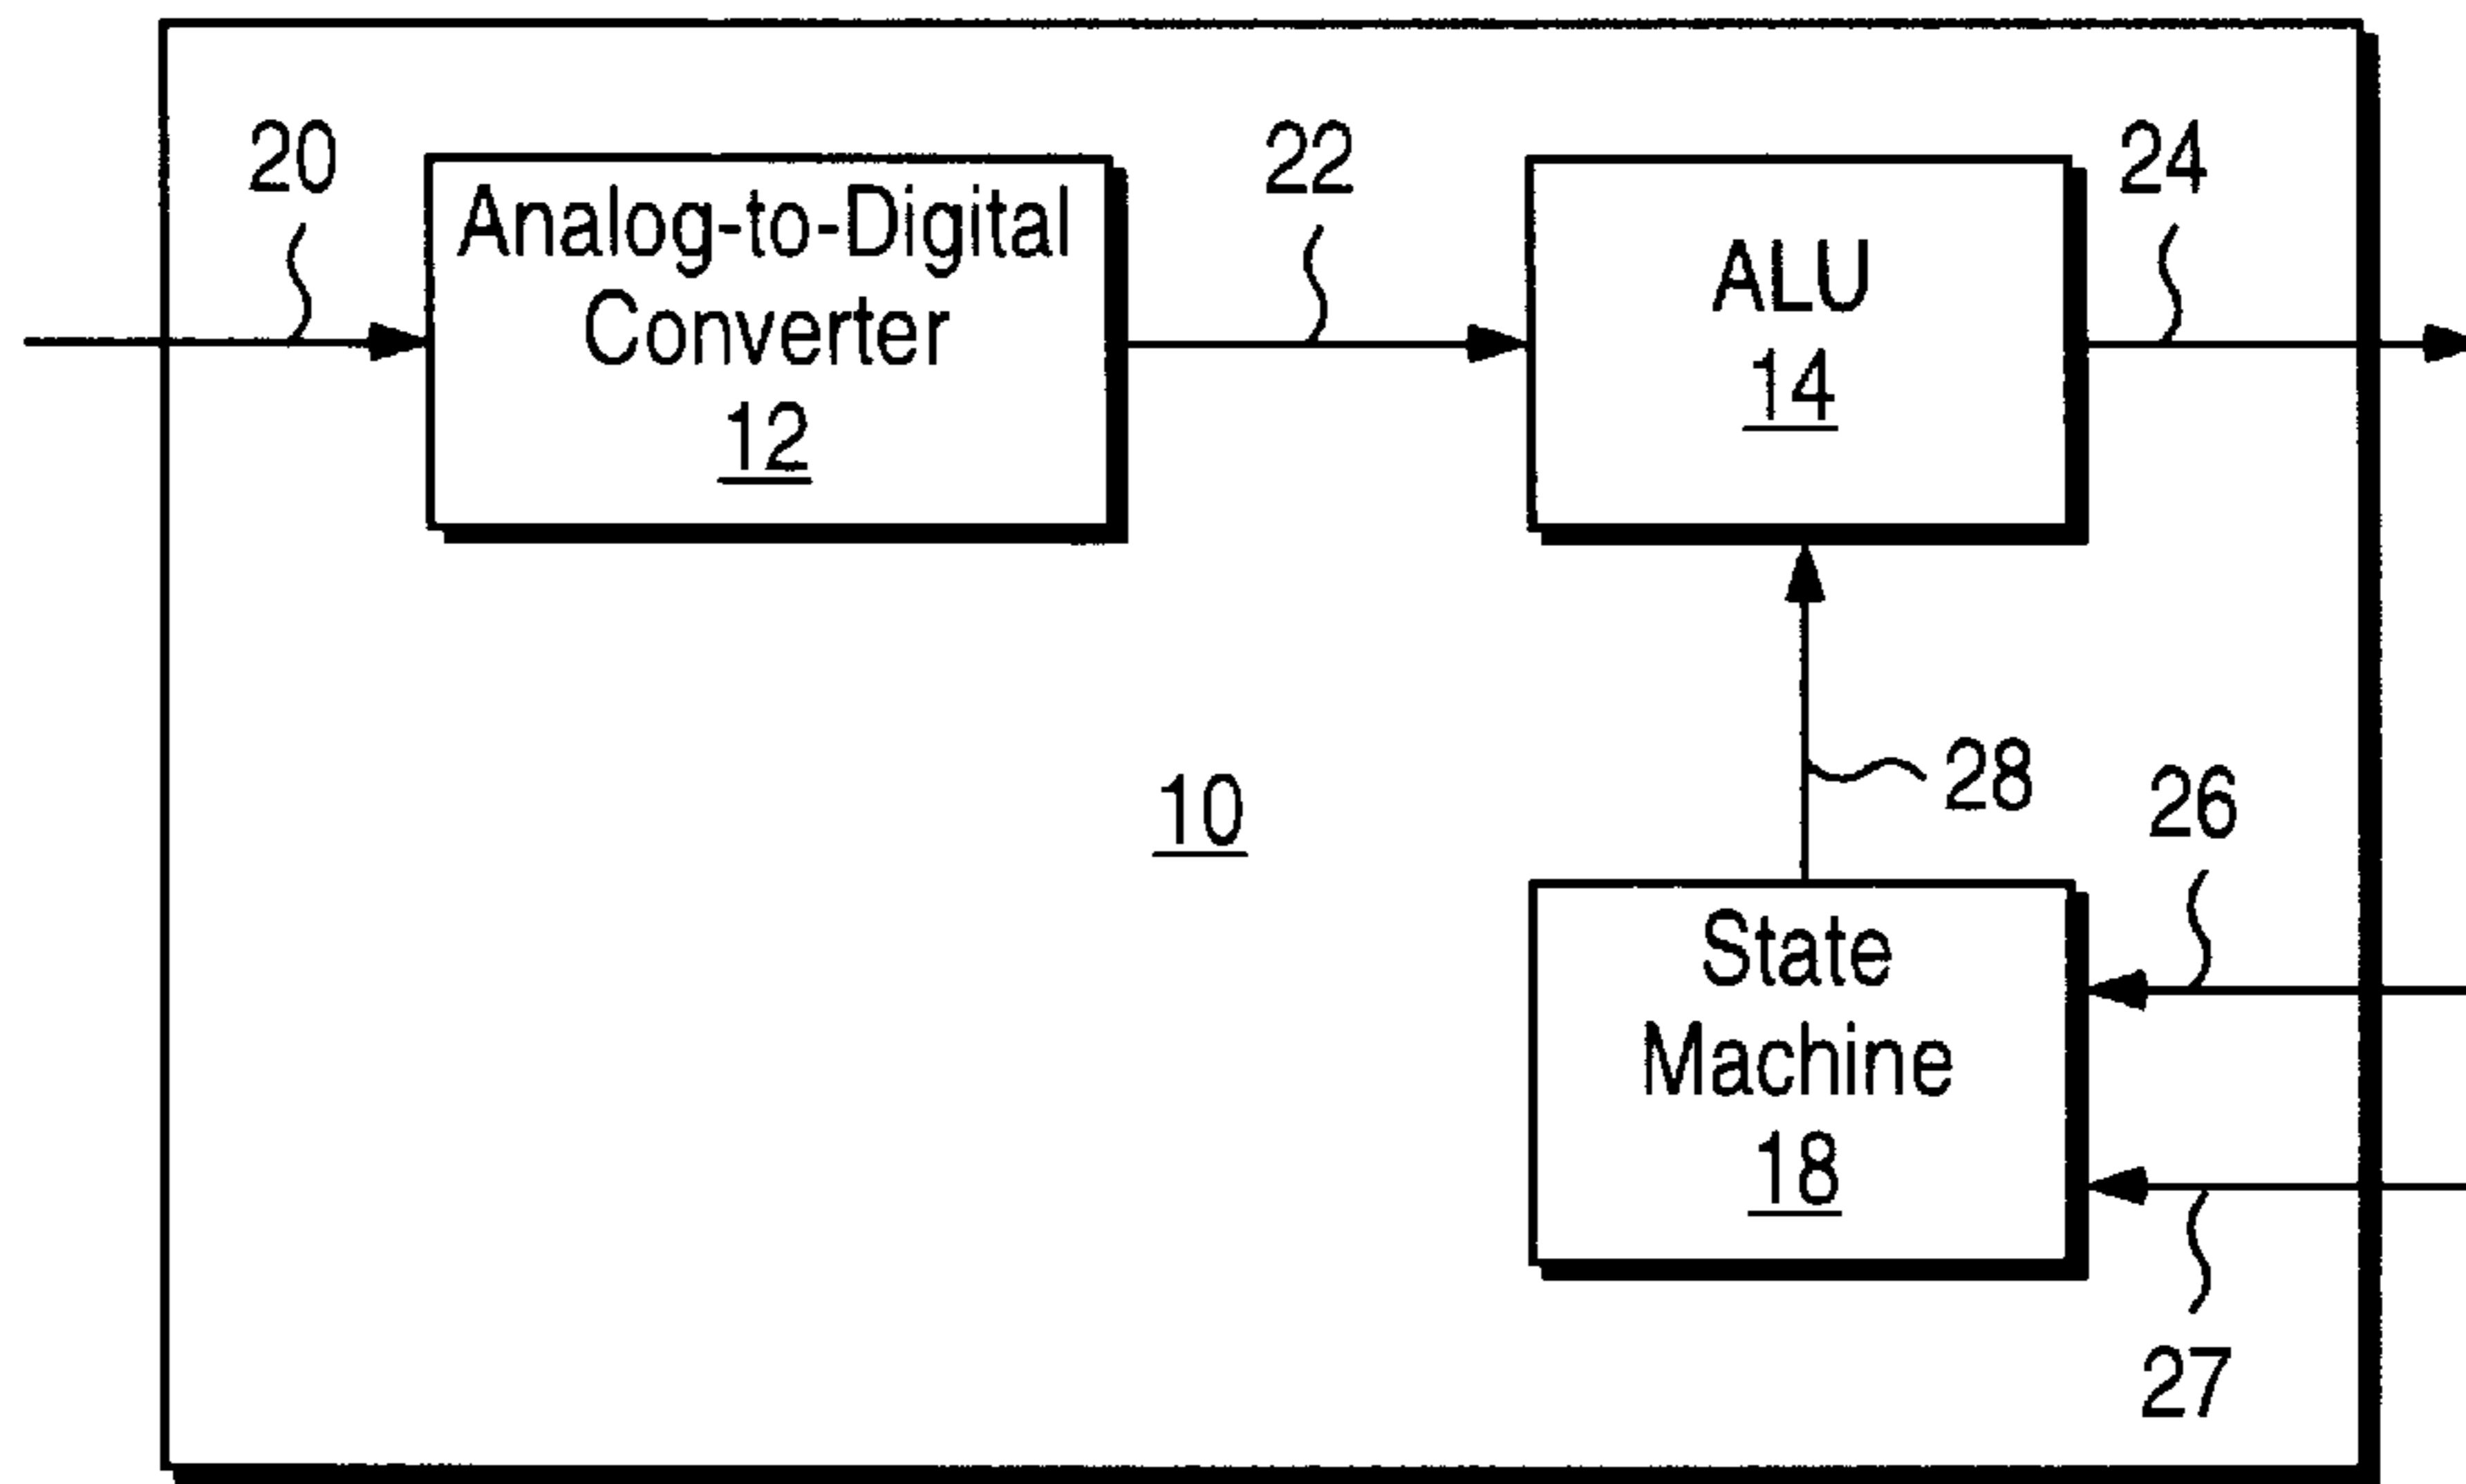 20
22
24
Analog-to-Digital
Converter
12
ALU
14
28
10
26
State
Machine
18
27